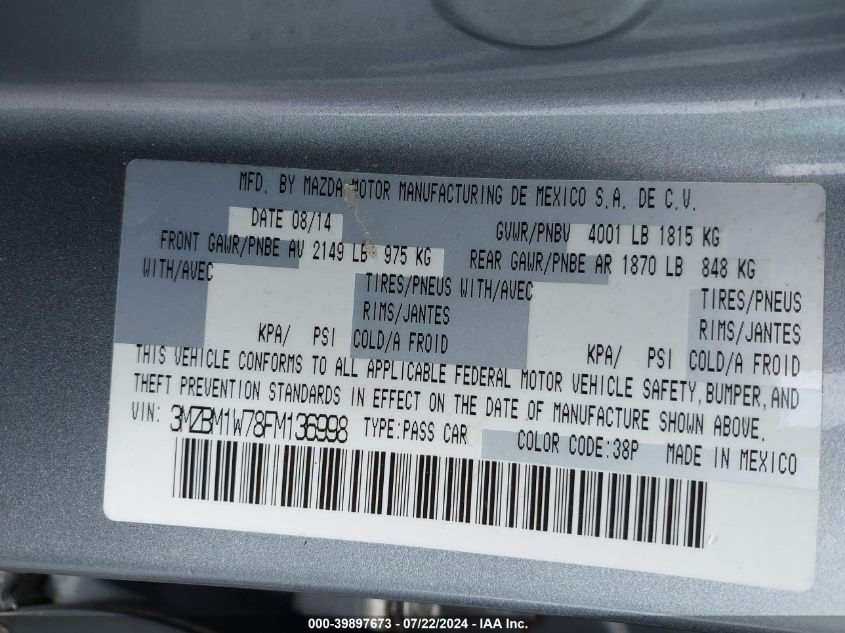 MFD. BY MAZDA MOTOR MANUFACTURING DE MEXICO S.A. DE C.V.
DATE 08/14 GVWR/PNBV 4001 LB 1815 KG
FRONT GAWR/PNBE AV 2149 LB 975 KG REAR GAWR/PNBE AR 1870 LB 848 KG
WITH/AVEC TIRES/PNEUS WITH/AVEC TIRES/PNEUS
RIMS/JANTES RIMS/JANTES
KPA/ PSI COLD/A FROID KPA/ PSI COLD/A FROID
THIS VEHICLE CONFORMS TO ALL APPLICABLE FEDERAL MOTOR VEHICLE SAFETY, BUMPER, AND
THEFT PREVENTION STANDARDS IN EFFECT ON THE DATE OF MANUFACTURE SHOWN ABOVE.
VIN: 3MZBM1W78FM136998 TYPE:PASS CAR COLOR CODE:38P MADE IN MEXICO
000-39897673 - 07/22/2024 - IAA Inc.